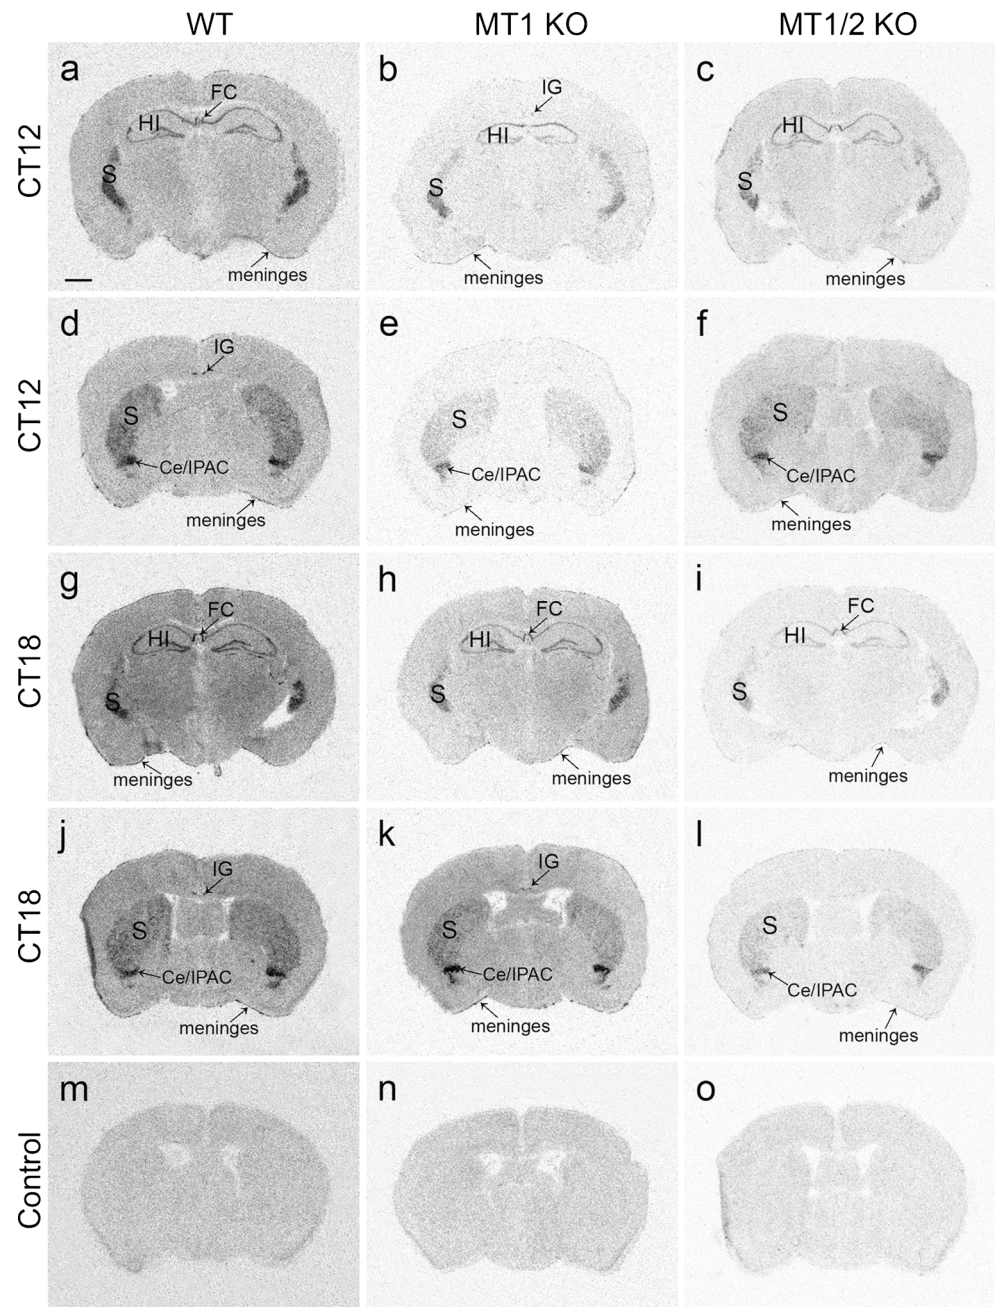 WT MT1 KO MT1/2 KO
CT12
a
FC
HI
S
meninges
b
IG
HI
S
meninges
c
HI
S
meninges
CT12
d
IG
S
Ce/IPAC
meninges
e
S
Ce/IPAC
meninges
f
S
Ce/IPAC
meninges
CT18
g
FC
HI
S
meninges
h
FC
HI
S
meninges
i
FC
HI
S
meninges
CT18
j
IG
S
Ce/IPAC
meninges
k
IG
S
Ce/IPAC
meninges
l
S
Ce/IPAC
meninges
Control
m
n
o